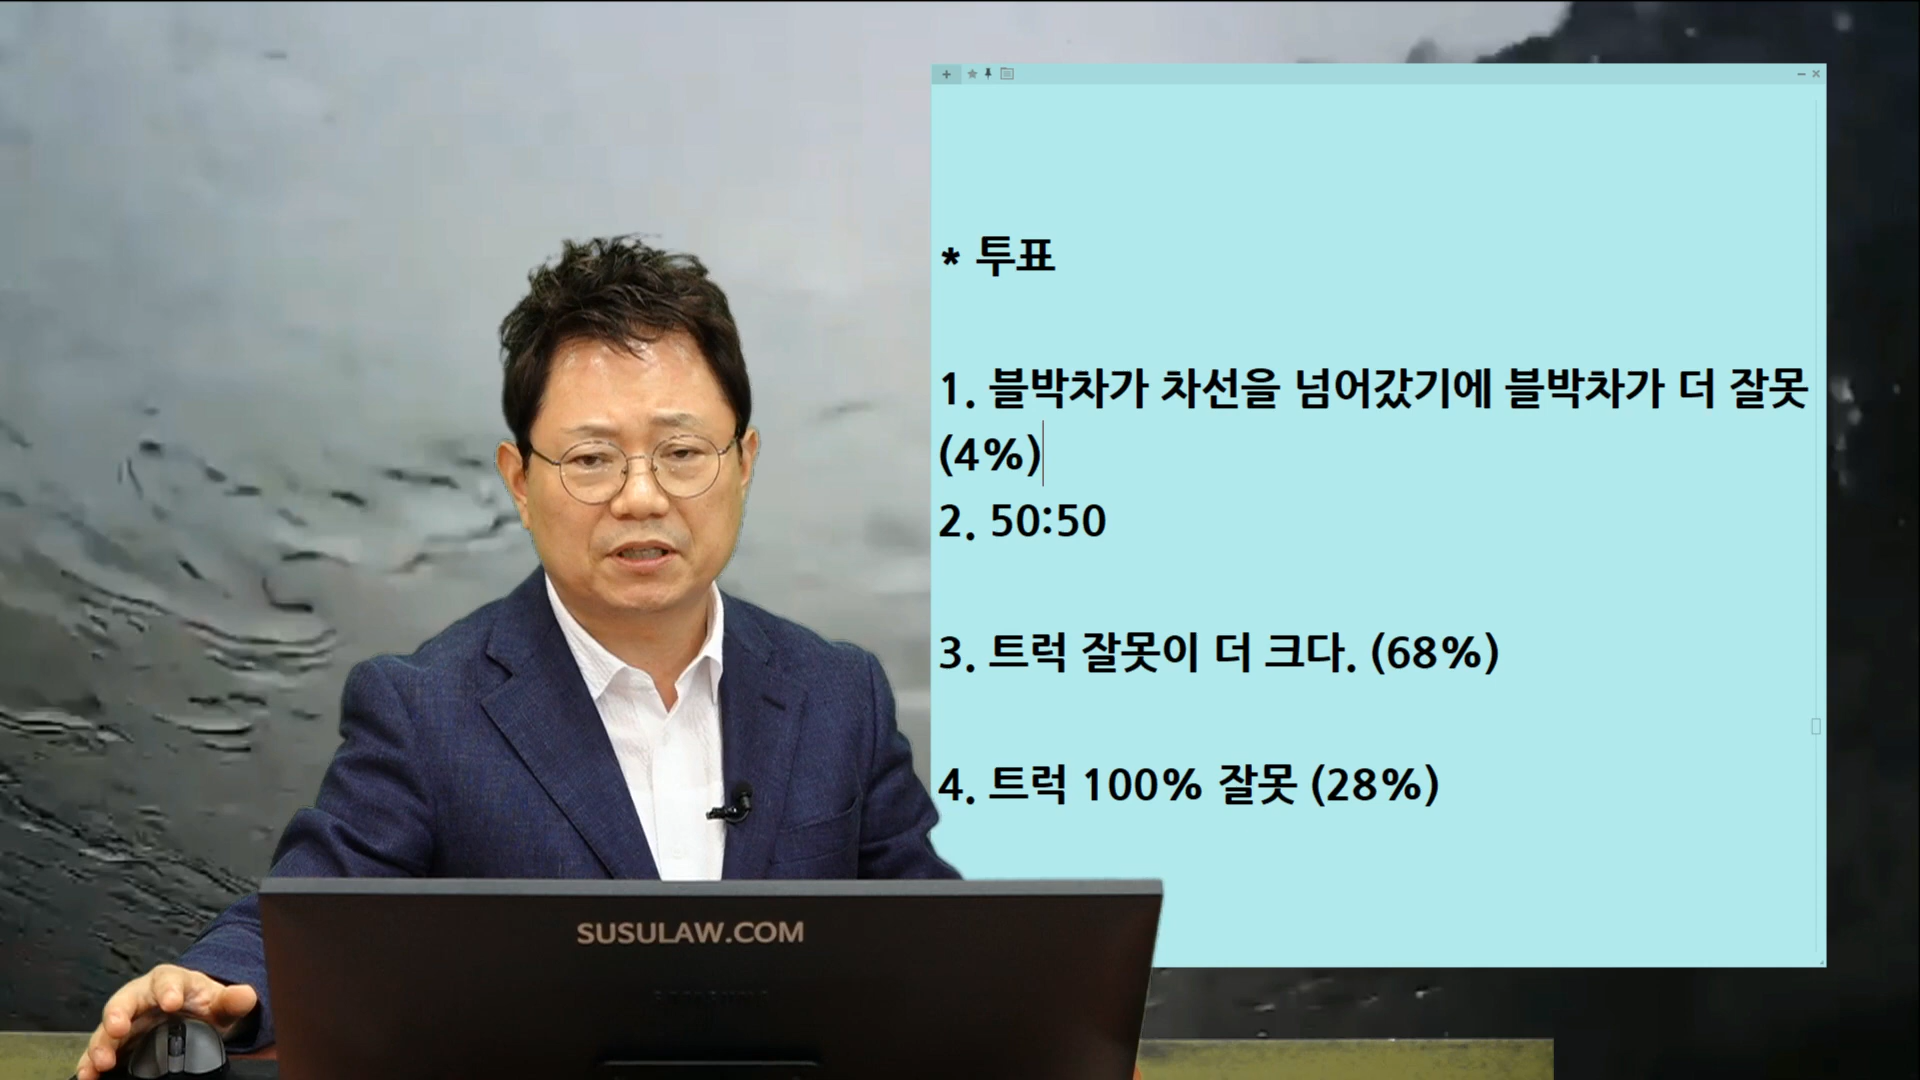 * 투표
1. 블박차가 차선을 넘어갔기에 블박차가 더 잘못
(4%)
2. 50:50
3. 트럭 잘못이 더 크다. (68%)
4. 트럭 100% 잘못 (28%)
SUSULAW.COM